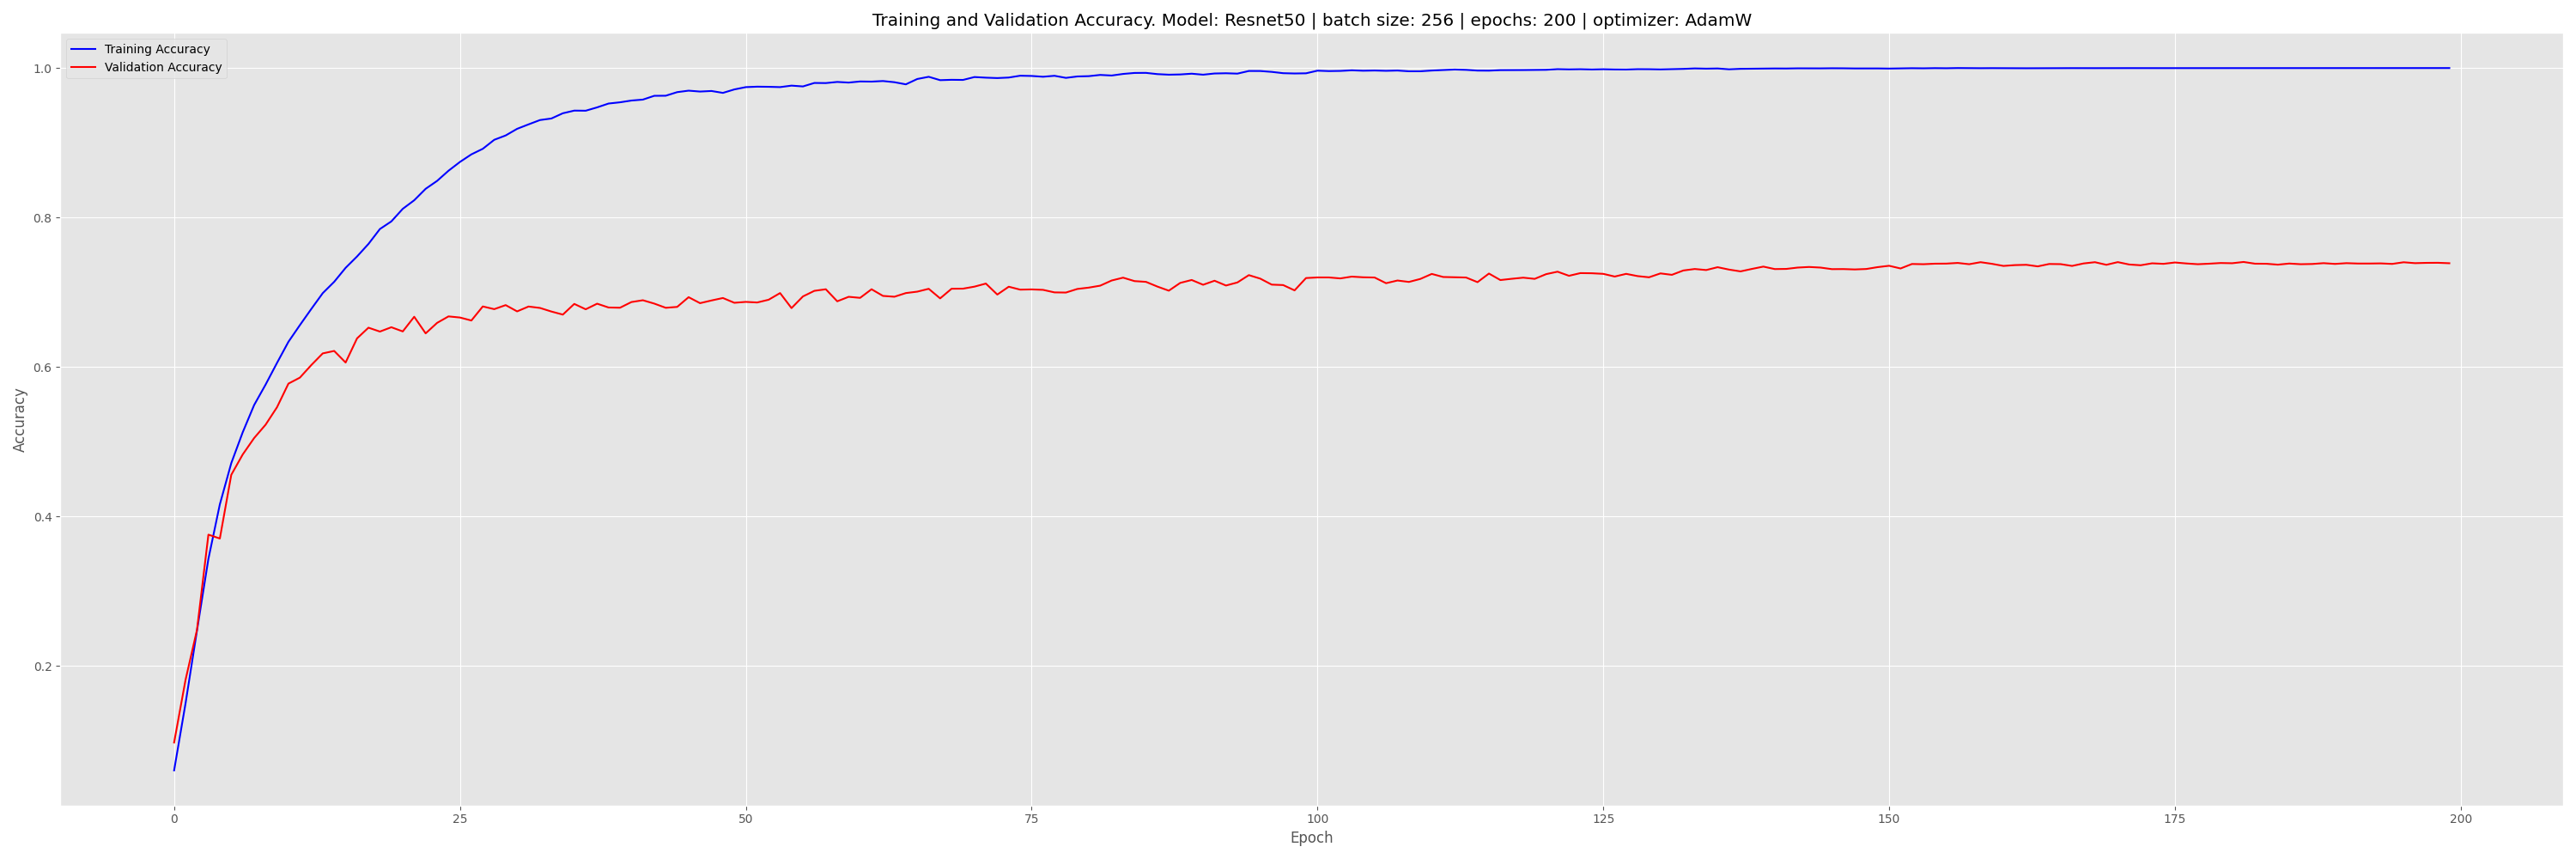 Training and Validation Accuracy. Model: Resnet50 | batch size: 256 | epochs: 200 | optimizer: AdamW
Training Accuracy
Validation Accuracy
1.0
0.8
0.6
0.4
0.2
Accuracy
0 25 50 75 100 125 150 175 200
Epoch